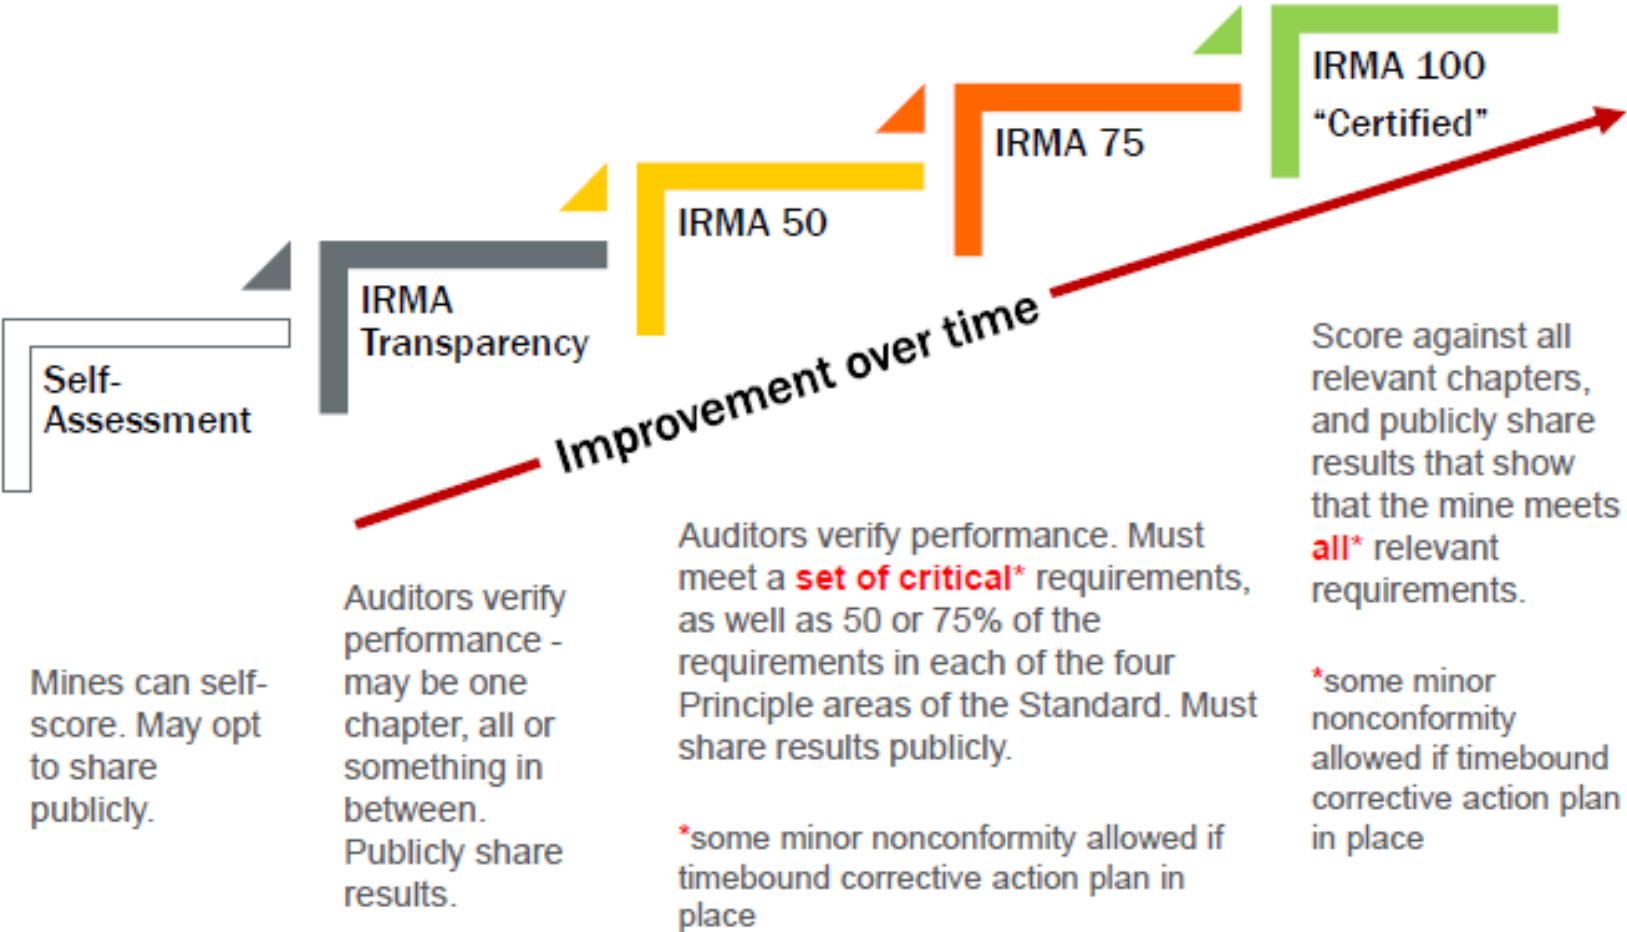 Self-
Assessment
Mines can self-
score. May opt
to share
publicly.
IRMA
Transparency
Auditors verify
performance -
may be one
chapter, all or
something in
between.
Publicly share
results.
IRMA 50
IRMA 75
Auditors verify performance. Must
meet a set of critical* requirements,
as well as 50 or 75% of the
requirements in each of the four
Principle areas of the Standard. Must
share results publicly.
*some minor nonconformity allowed if
timebound corrective action plan in
place
IRMA 100
“Certified”
Score against all
relevant chapters,
and publicly share
results that show
that the mine meets
all* relevant
requirements.
*some minor
nonconformity
allowed if timebound
corrective action plan
in place
Improvement over time